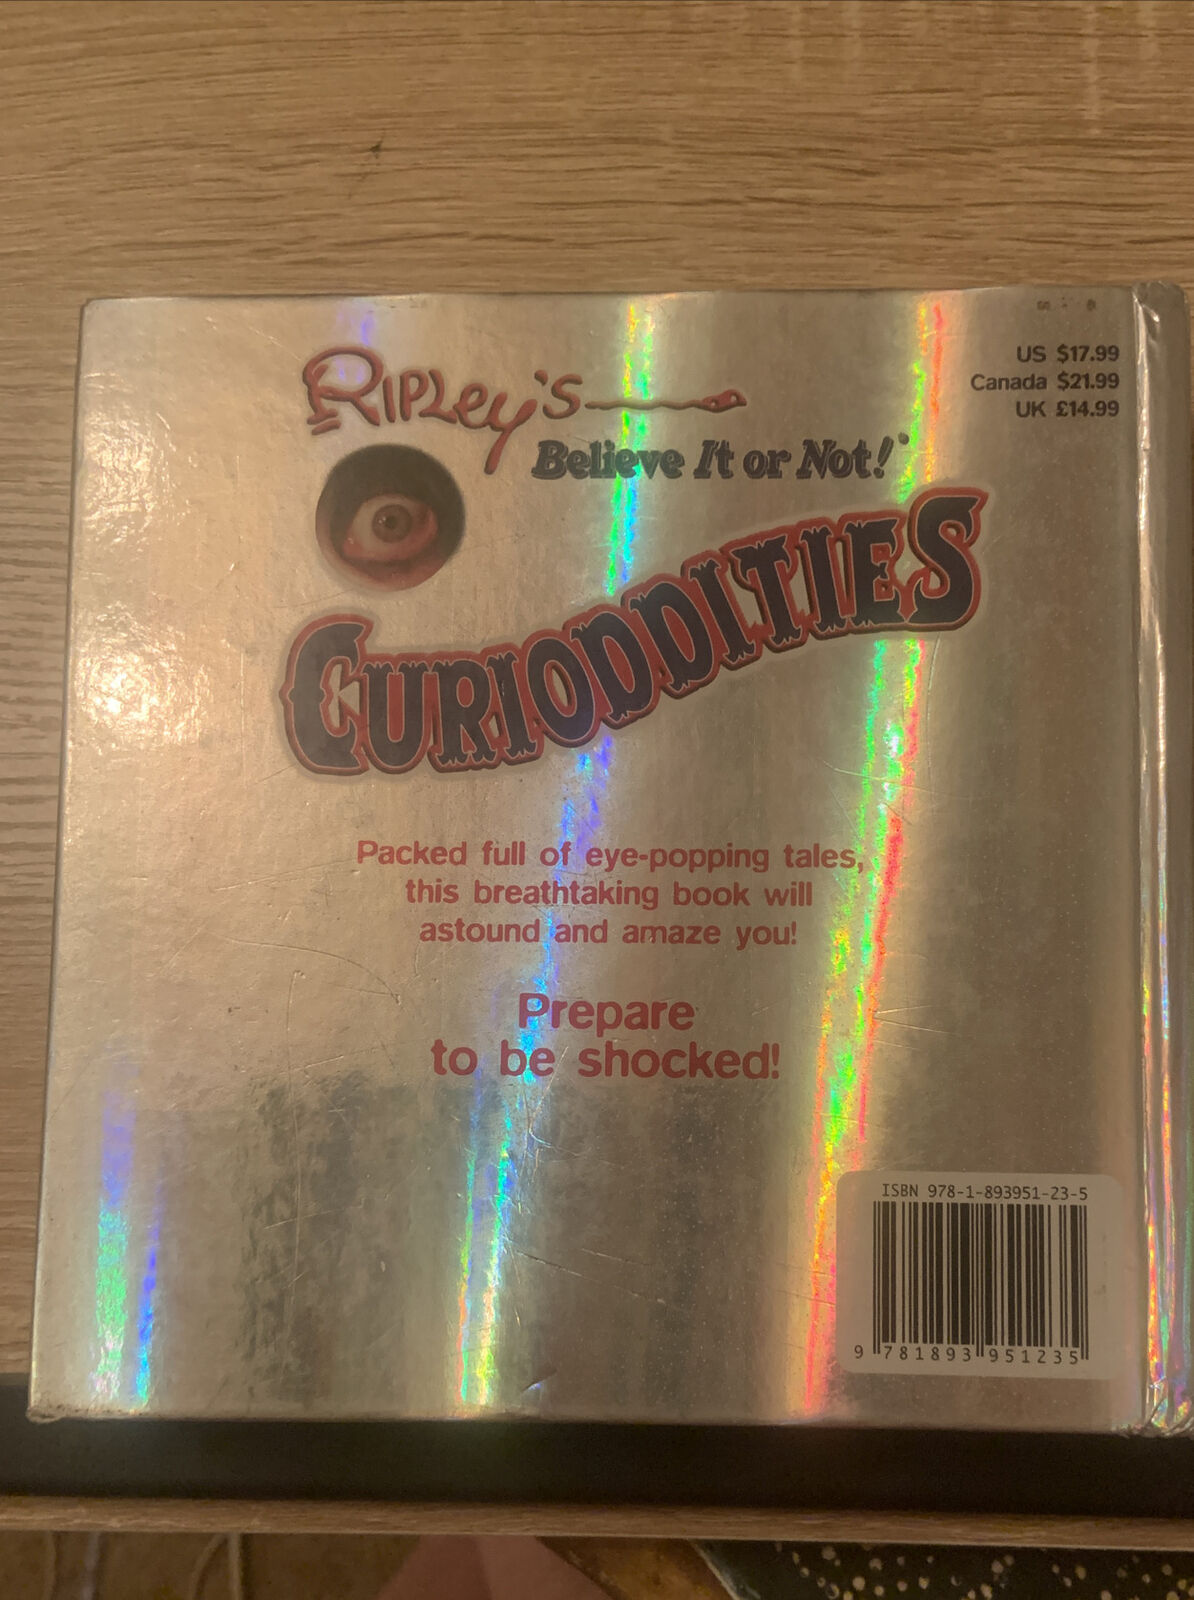 US $17.99
Canada $21.99
UK £14.99
Ripley's
Believe It or Not!
CURIODDITIES
Packed full of eye-popping tales,
this breathtaking book will
astound and amaze you!
Prepare
to be shocked!
ISBN 978-1-893951-23-5
9 781893 951235